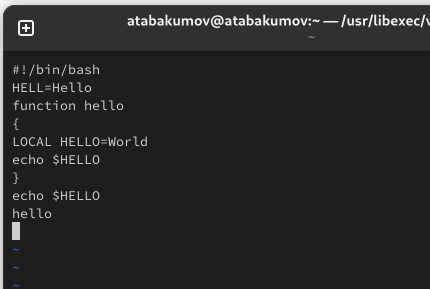 atabakumov@atabakumov:~ — /usr/libexec/v
~
#!/bin/bash
HELL=Hello
function hello
{
LOCAL HELLO=World
echo $HELLO
}
echo $HELLO
hello
~
~
~